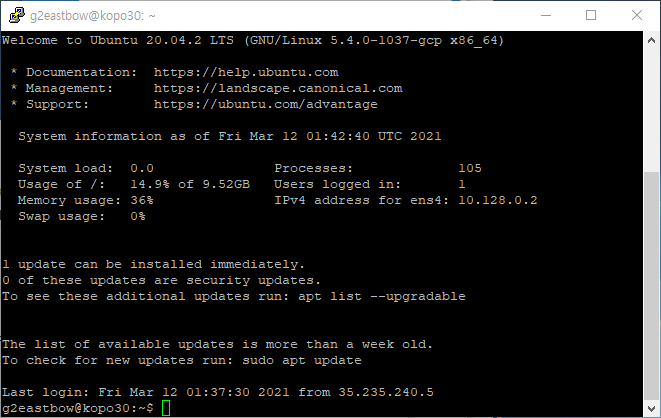 g2eastbow@kopo30: ~
Welcome to Ubuntu 20.04.2 LTS (GNU/Linux 5.4.0-1037-gcp x86_64)
* Documentation:  https://help.ubuntu.com
* Management:     https://landscape.canonical.com
* Support:        https://ubuntu.com/advantage
System information as of Fri Mar 12 01:42:40 UTC 2021
System load:  0.0               Processes:             105
Usage of /:   14.9% of 9.52GB   Users logged in:       1
Memory usage: 36%               IPv4 address for ens4: 10.128.0.2
Swap usage:   0%
1 update can be installed immediately.
0 of these updates are security updates.
To see these additional updates run: apt list --upgradable
The list of available updates is more than a week old.
To check for new updates run: sudo apt update
Last login: Fri Mar 12 01:37:30 2021 from 35.235.240.5
g2eastbow@kopo30:~$